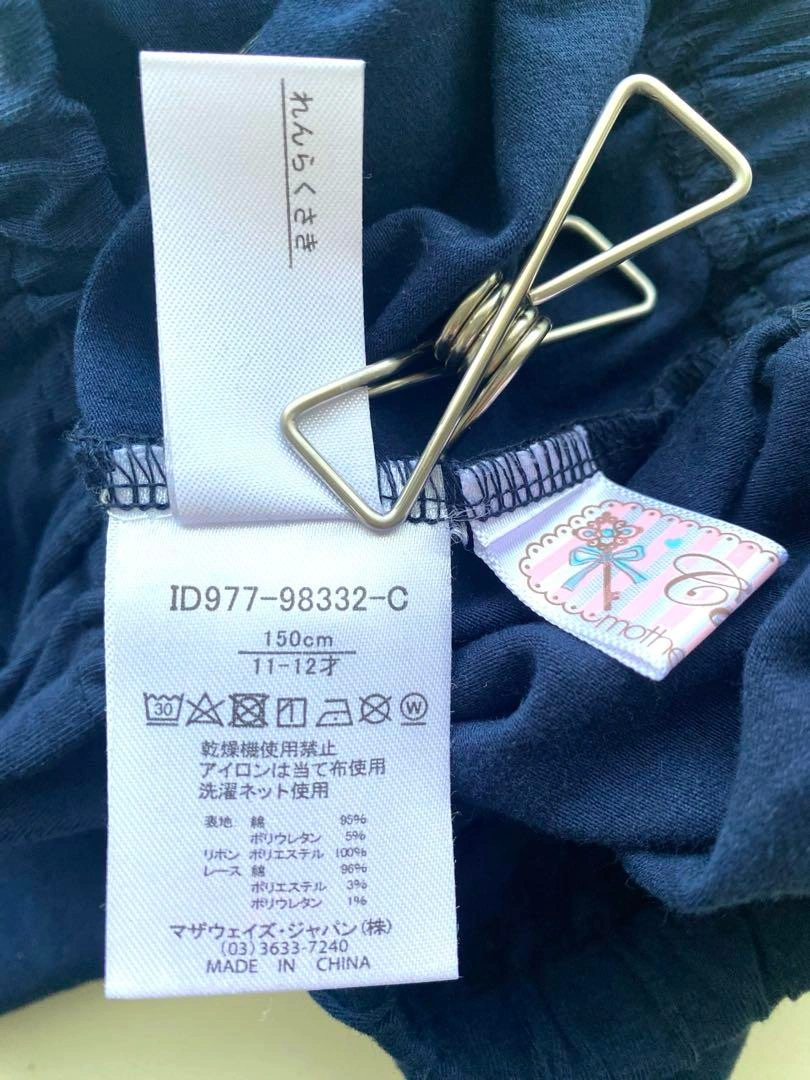 れんらくさき
ID977-98332-C
150cm
11-12才
30
W
乾燥機使用禁止
アイロンは当て布使用
洗濯ネット使用
表地 綿 95%
ポリウレタン 5%
リボン ポリエステル 100%
レース 綿 96%
ポリエステル 3%
ポリウレタン 1%
マザウェイズ・ジャパン(株)
(03)3633-7240
MADE IN CHINA